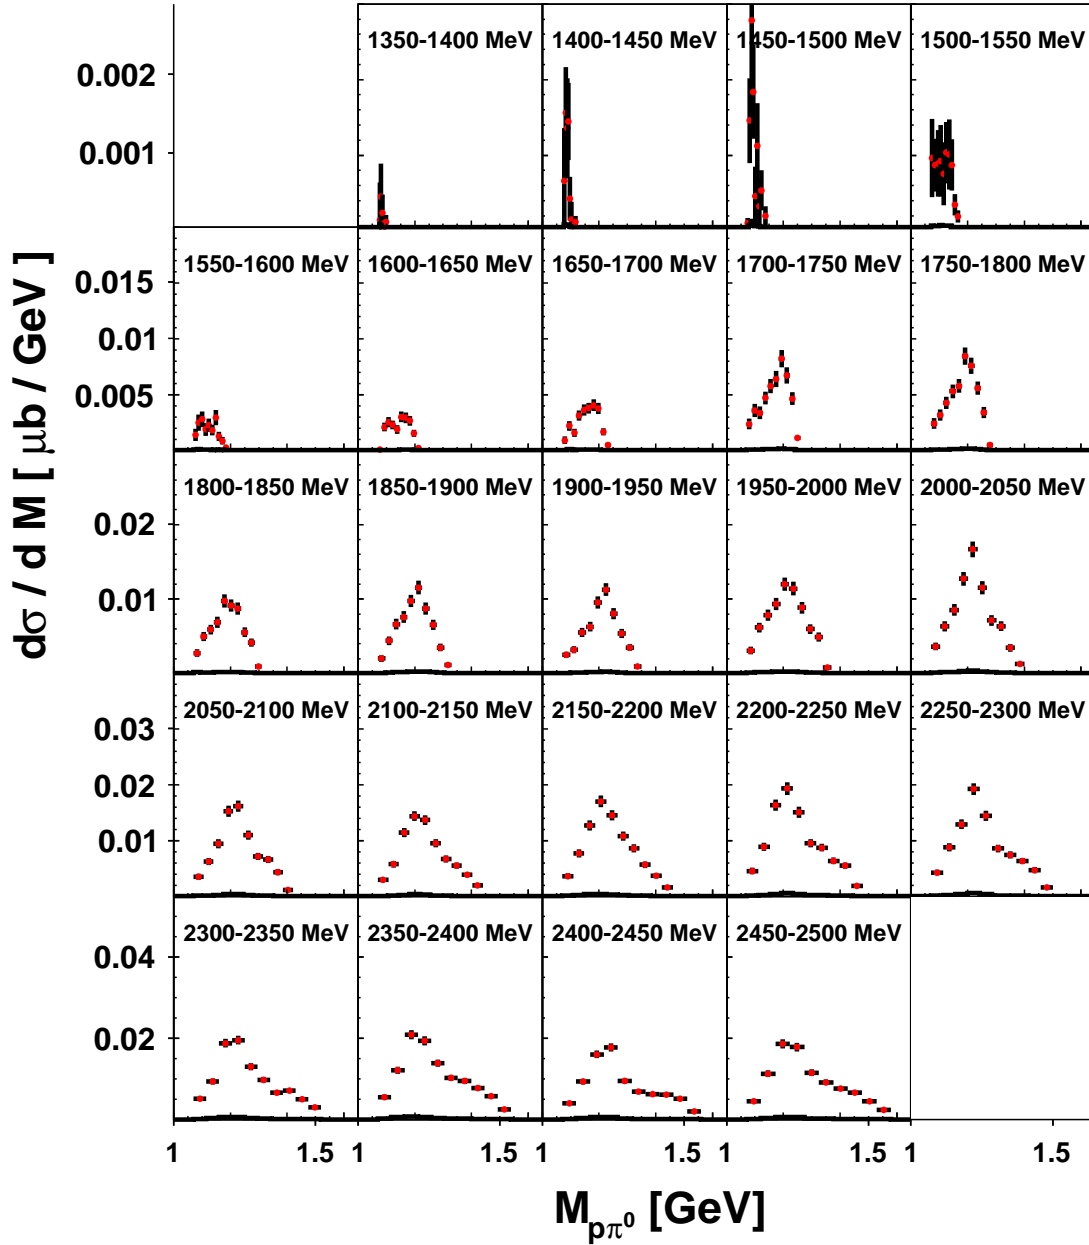 1350-1400 MeV
1400-1450 MeV
1450-1500 MeV
1500-1550 MeV
0.002
0.001
1550-1600 MeV
1600-1650 MeV
1650-1700 MeV
1700-1750 MeV
1750-1800 MeV
0.015
0.01
0.005
1800-1850 MeV
1850-1900 MeV
1900-1950 MeV
1950-2000 MeV
2000-2050 MeV
0.02
0.01
2050-2100 MeV
2100-2150 MeV
2150-2200 MeV
2200-2250 MeV
2250-2300 MeV
0.03
0.02
0.01
2300-2350 MeV
2350-2400 MeV
2400-2450 MeV
2450-2500 MeV
0.04
0.02
dσ / d M [ μb / GeV ]
1 1.5 1 1.5 1 1.5 1 1.5 1 1.5
M_{pπ^0} [GeV]